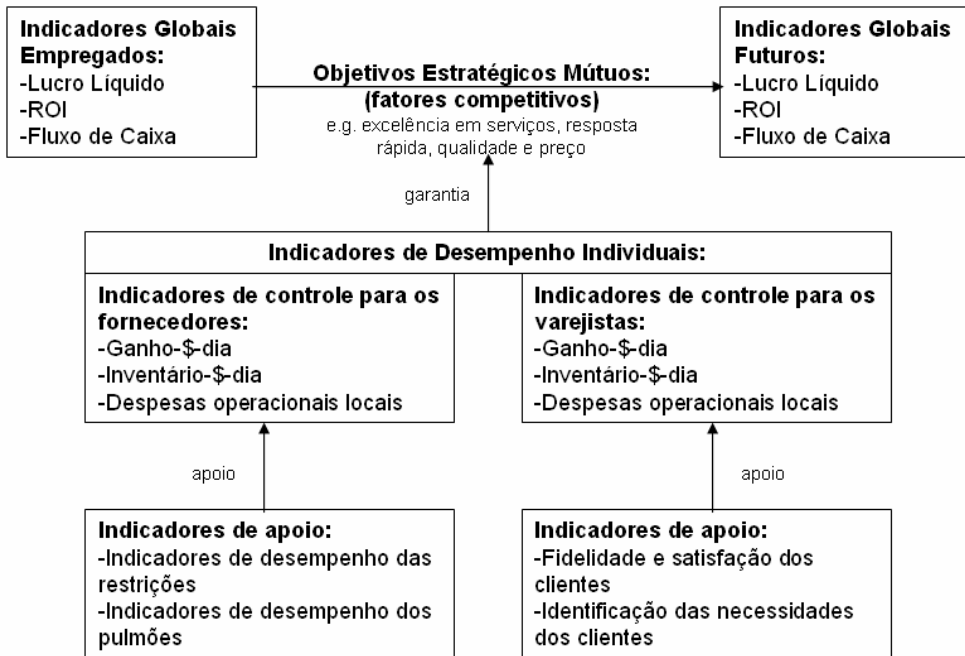 Indicadores Globais
Empregados:
-Lucro Líquido
-ROI
-Fluxo de Caixa
Objetivos Estratégicos Mútuos:
(fatores competitivos)
e.g. excelência em serviços, resposta
rápida, qualidade e preço
Indicadores Globais
Futuros:
-Lucro Líquido
-ROI
-Fluxo de Caixa
garantia
Indicadores de Desempenho Individuais:
Indicadores de controle para os
fornecedores:
-Ganho-$-dia
-Inventário-$-dia
-Despesas operacionais locais
Indicadores de controle para os
varejistas:
-Ganho-$-dia
-Inventário-$-dia
-Despesas operacionais locais
apoio
apoio
Indicadores de apoio:
-Indicadores de desempenho das
restrições
-Indicadores de desempenho dos
pulmões
Indicadores de apoio:
-Fidelidade e satisfação dos
clientes
-Identificação das necessidades
dos clientes